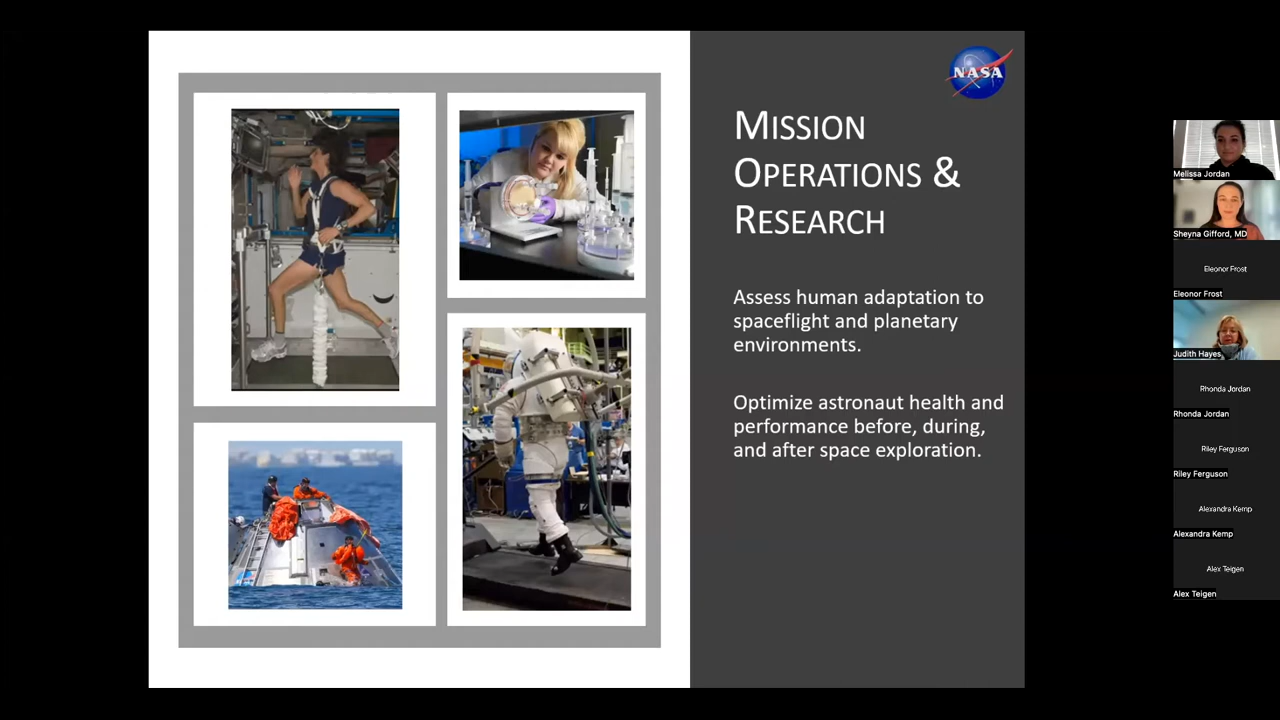 NASA
MISSION
OPERATIONS &
RESEARCH
Assess human adaptation to
spaceflight and planetary
environments.
Optimize astronaut health and
performance before, during,
and after space exploration.
Melissa Jordan
Sheyna Gifford, MD
Eleonor Frost
Eleonor Frost
Judith Hayes
Rhonda Jordan
Rhonda Jordan
Riley Ferguson
Riley Ferguson
Alexandra Kemp
Alexandra Kemp
Alex Teigen
Alex Teigen